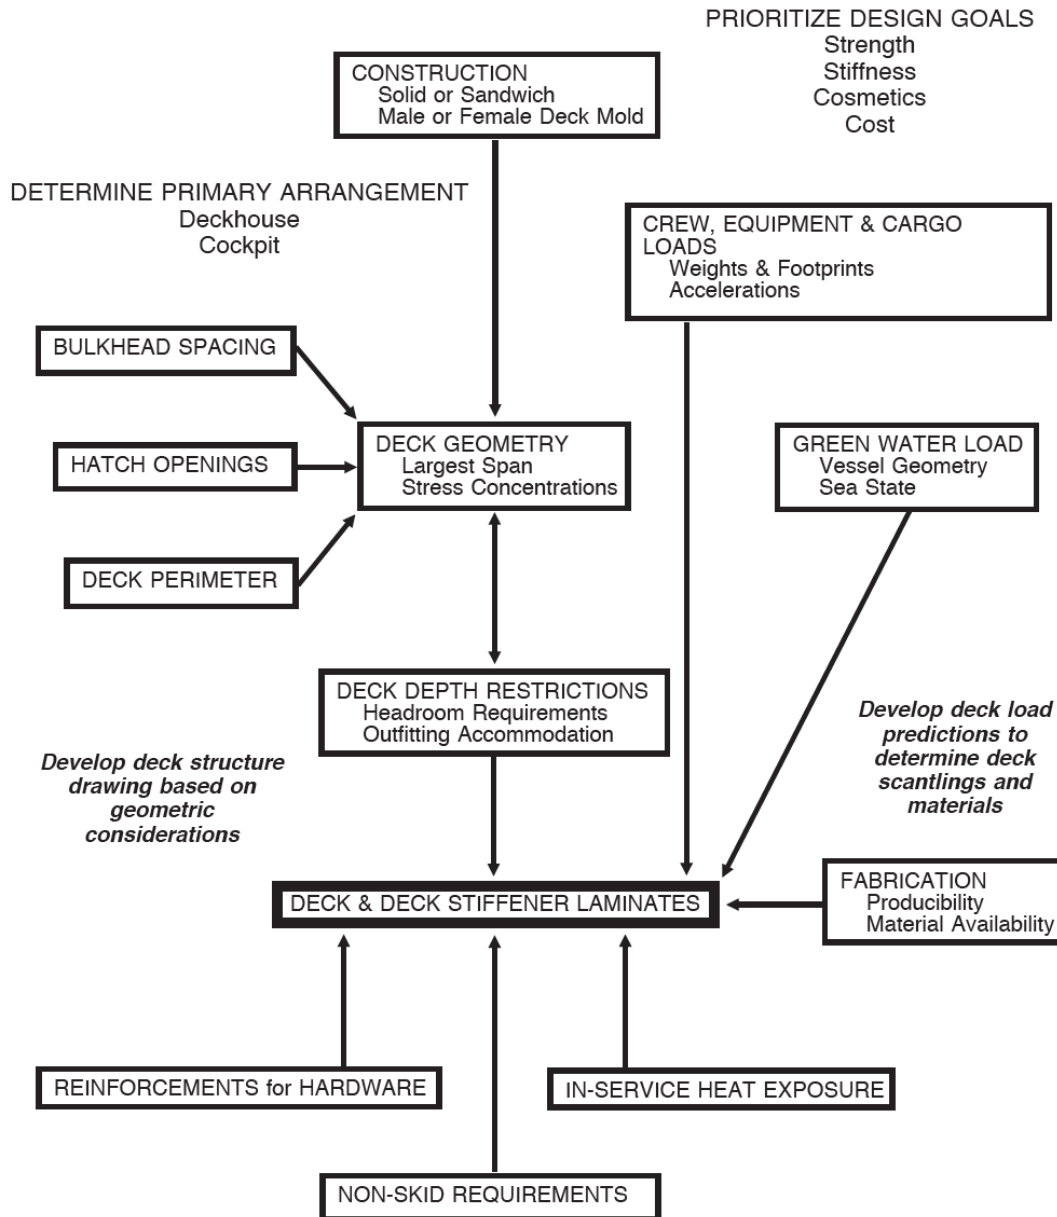 PRIORITIZE DESIGN GOALS
Strength
Stiffness
Cosmetics
Cost
CONSTRUCTION
Solid or Sandwich
Male or Female Deck Mold
DETERMINE PRIMARY ARRANGEMENT
Deckhouse
Cockpit
CREW, EQUIPMENT & CARGO
LOADS
Weights & Footprints
Accelerations
BULKHEAD SPACING
HATCH OPENINGS
DECK PERIMETER
DECK GEOMETRY
Largest Span
Stress Concentrations
GREEN WATER LOAD
Vessel Geometry
Sea State
DECK DEPTH RESTRICTIONS
Headroom Requirements
Outfitting Accommodation
Develop deck structure
drawing based on
geometric
considerations
Develop deck load
predictions to
determine deck
scantlings and
materials
DECK & DECK STIFFENER LAMINATES
FABRICATION
Producibility
Material Availability
REINFORCEMENTS for HARDWARE
IN-SERVICE HEAT EXPOSURE
NON-SKID REQUIREMENTS